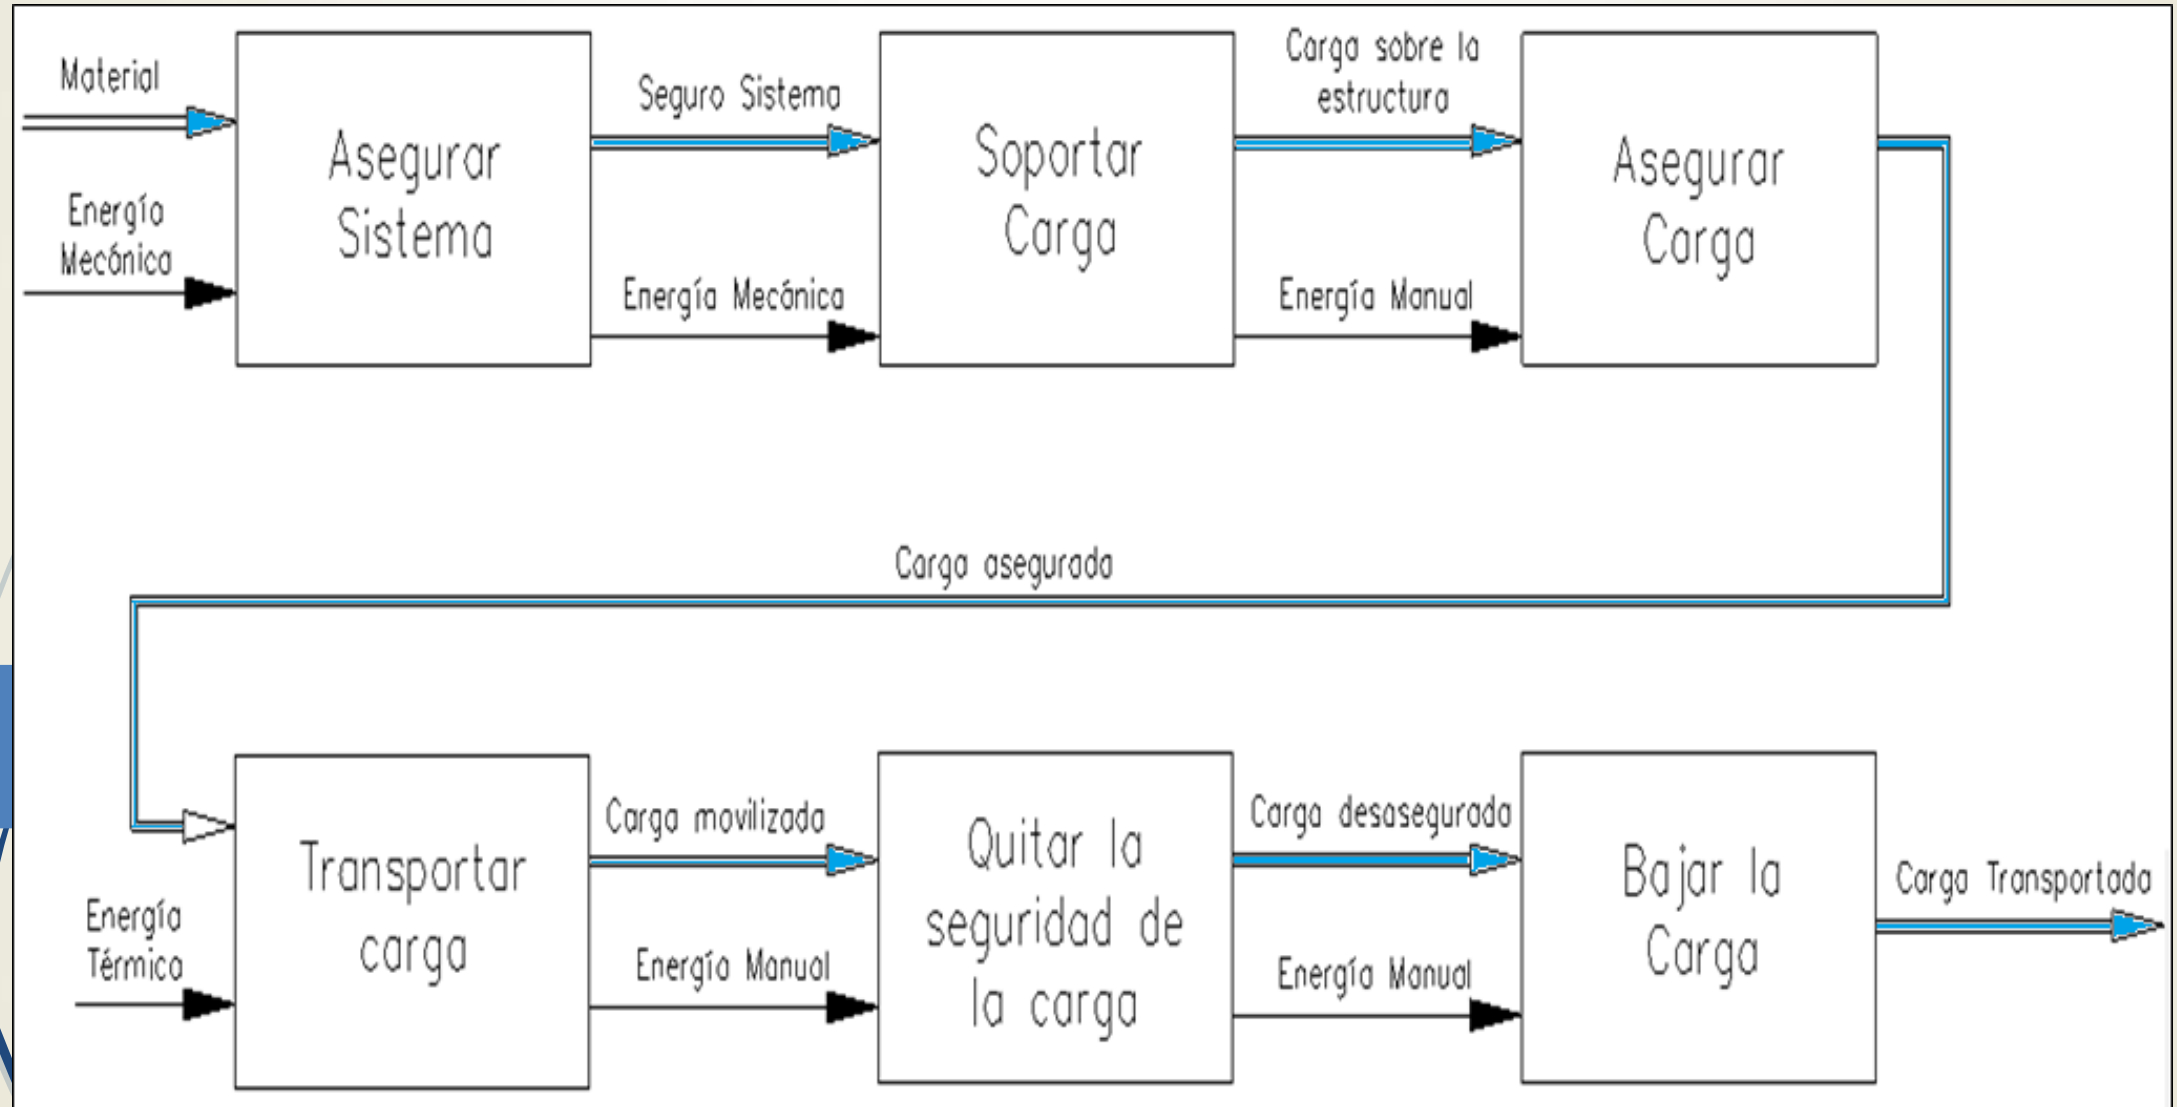 Material
Energía
Mecánica
Asegurar
Sistema
Seguro Sistema
Energía Mecánica
Soportar
Carga
Carga sobre la
estructura
Energía Manual
Asegurar
Carga
Carga asegurada
Energía
Térmica
Transportar
carga
Carga movilizada
Energía Manual
Quitar la
seguridad de
la carga
Carga desasegurada
Energía Manual
Bajar la
Carga
Carga Transportada